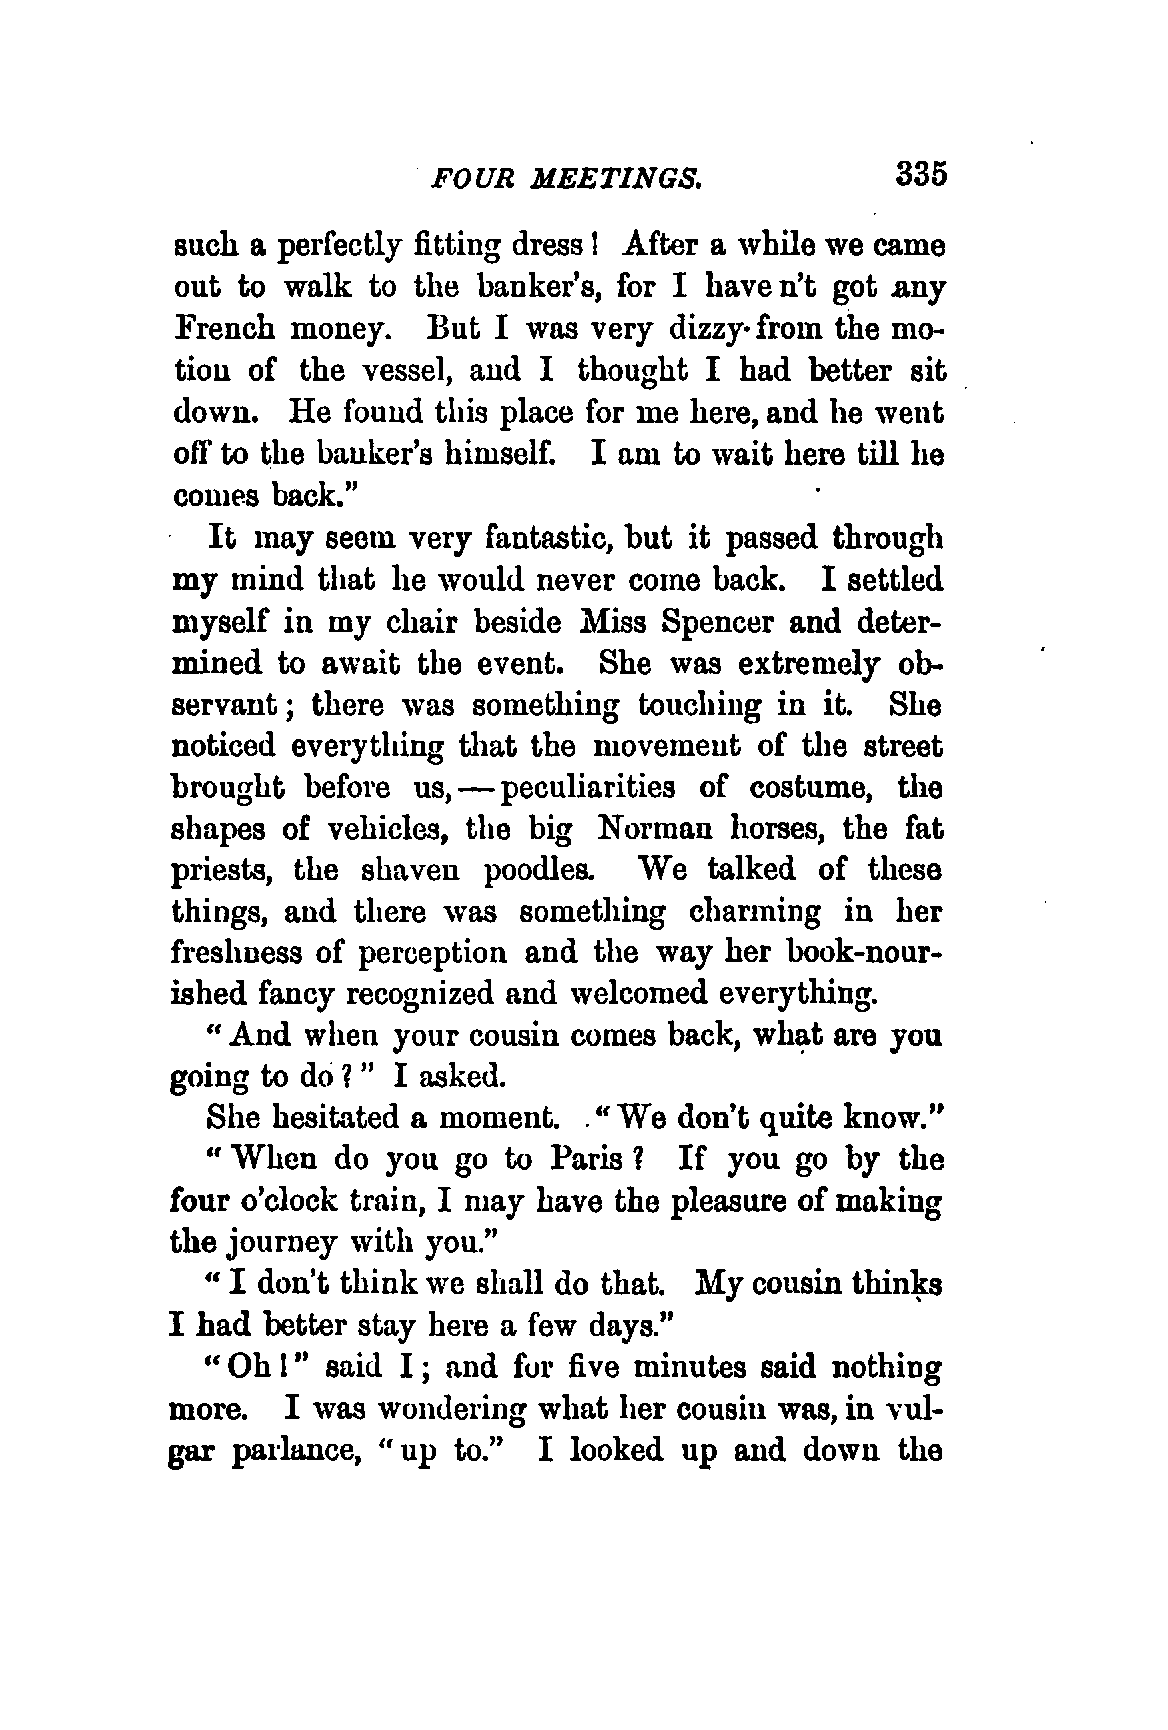 FOUR MEETINGS. 335
such a perfectly fitting dress! After a while we came
out to walk to the banker's, for I haven't got any
French money. But I was very dizzy from the mo-
tion of the vessel, and I thought I had better sit
down. He found this place for me here, and he went
off to the banker's himself. I am to wait here till he
comes back."
It may seem very fantastic, but it passed through
my mind that he would never come back. I settled
myself in my chair beside Miss Spencer and deter-
mined to await the event. She was extremely ob-
servant; there was something touching in it. She
noticed everything that the movement of the street
brought before us,—peculiarities of costume, the
shapes of vehicles, the big Norman horses, the fat
priests, the shaven poodles. We talked of these
things, and there was something charming in her
freshness of perception and the way her book-nour-
ished fancy recognized and welcomed everything.
"And when your cousin comes back, what are you
going to do?" I asked.
She hesitated a moment. "We don't quite know."
"When do you go to Paris? If you go by the
four o'clock train, I may have the pleasure of making
the journey with you."
"I don't think we shall do that. My cousin thinks
I had better stay here a few days."
"Oh!" said I; and for five minutes said nothing
more. I was wondering what her cousin was, in vul-
gar parlance, "up to." I looked up and down the